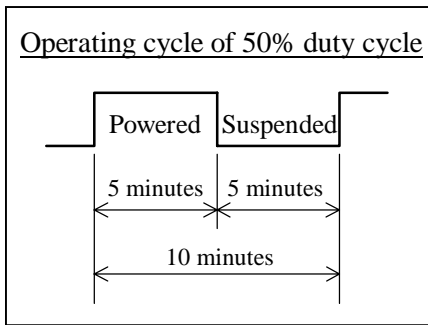 Operating cycle of 50% duty cycle
Powered Suspended
5 minutes 5 minutes
10 minutes